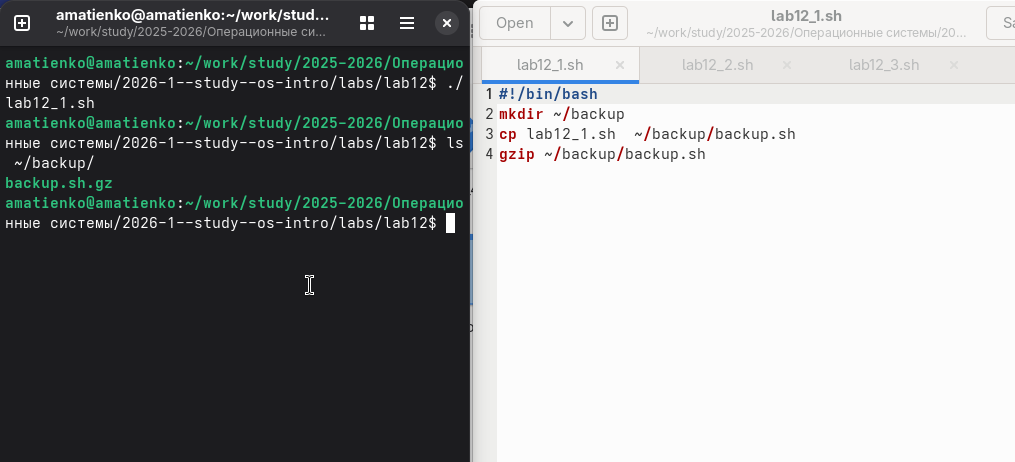 amatienko@amatienko:~/work/stud...
~/work/study/2025-2026/Операционные си...
amatienko@amatienko:~/work/study/2025-2026/Операцио
нные системы/2026-1--study--os-intro/labs/lab12$ ./
lab12_1.sh
amatienko@amatienko:~/work/study/2025-2026/Операцио
нные системы/2026-1--study--os-intro/labs/lab12$ ls
 ~/backup/
backup.sh.gz
amatienko@amatienko:~/work/study/2025-2026/Операцио
нные системы/2026-1--study--os-intro/labs/lab12$
Open
lab12_1.sh
~/work/study/2025-2026/Операционные системы/20...
lab12_1.sh
lab12_2.sh
lab12_3.sh
1 #!/bin/bash
2 mkdir ~/backup
3 cp lab12_1.sh  ~/backup/backup.sh
4 gzip ~/backup/backup.sh